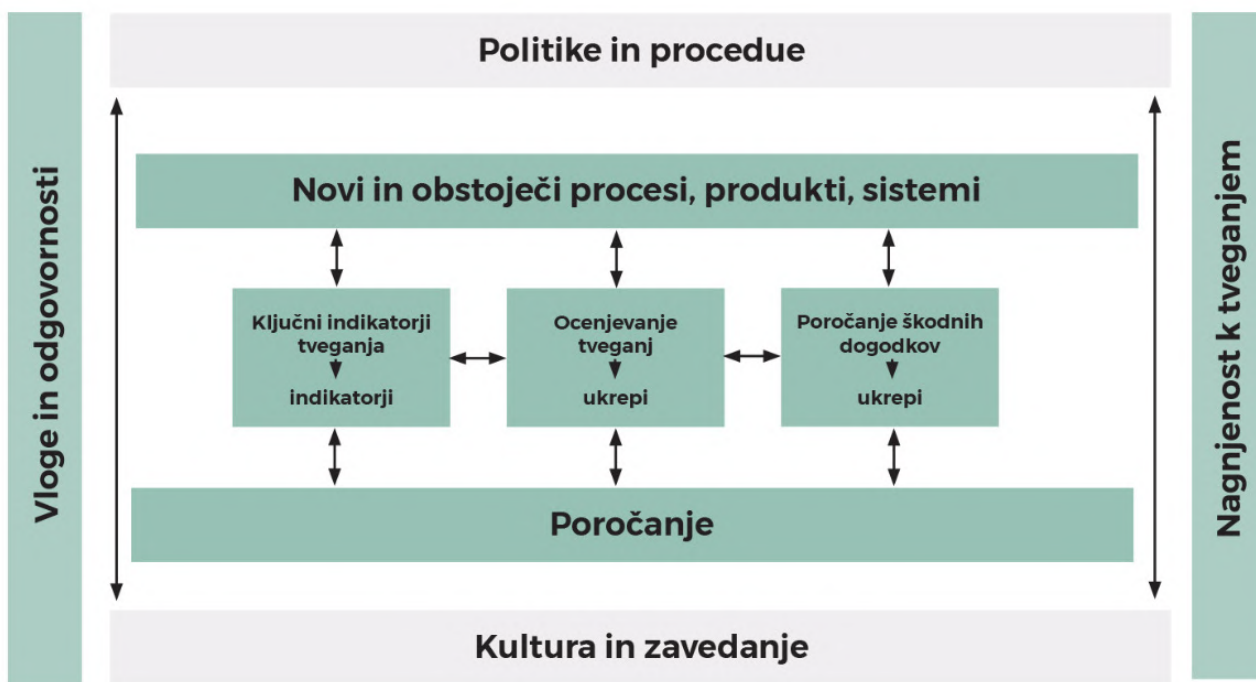 Politike in procedue
Vloge in odgovornosti
Novi in obstoječi procesi, produkti, sistemi
Ključni indikatorji
tveganja
indikatorji
Ocenjevanje
tveganj
ukrepi
Poročanje škodnih
dogodkov
ukrepi
Poročanje
Kultura in zavedanje
Nagnjenost k tveganjem